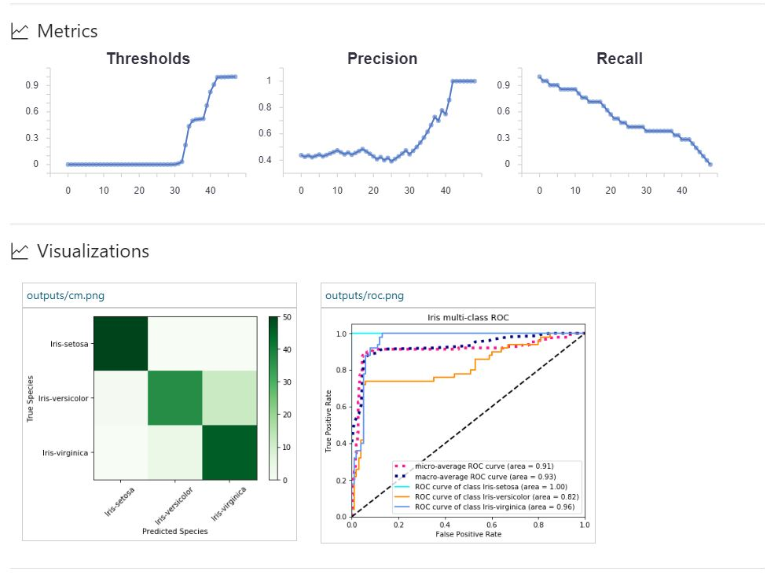 Metrics
Thresholds Precision Recall
0.9 1 0.9
0.8
0.6 0.6
0.6
0.3 0.3
0.4
0 0
0 10 20 30 40 0 10 20 30 40 0 10 20 30 40
Visualizations
outputs/cm.png
True Species
Iris-setosa
Iris-versicolor
Iris-virginica
50
40
30
20
10
0
Iris-setosa Iris-versicolor Iris-virginica
Predicted Species
outputs/roc.png
Iris multi-class ROC
True Positive Rate
1.0
0.8
0.6
0.4
0.2
0.0
micro-average ROC curve (area = 0.91)
macro-average ROC curve (area = 0.93)
ROC curve of class Iris-setosa (area = 1.00)
ROC curve of class Iris-versicolor (area = 0.82)
ROC curve of class Iris-virginica (area = 0.96)
0.0 0.2 0.4 0.6 0.8 1.0
False Positive Rate